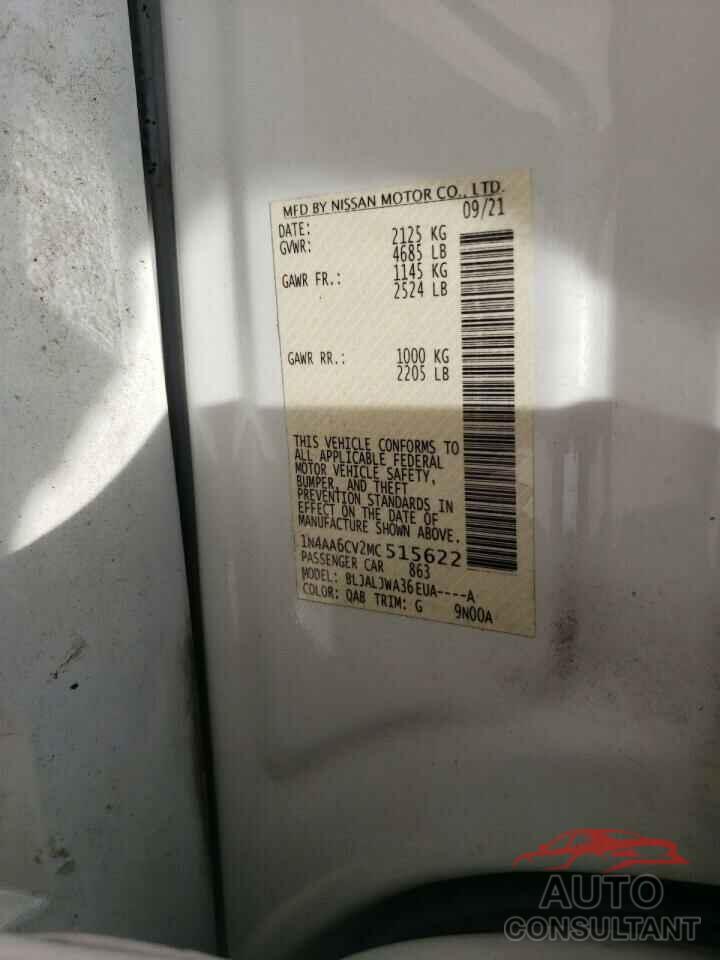 MFD BY NISSAN MOTOR CO., LTD.
DATE: 09/21
GVWR: 2125 KG
4685 LB
GAWR FR.: 1145 KG
2524 LB
GAWR RR.: 1000 KG
2205 LB
THIS VEHICLE CONFORMS TO
ALL APPLICABLE FEDERAL
MOTOR VEHICLE SAFETY,
BUMPER, AND THEFT
PREVENTION STANDARDS IN
EFFECT ON THE DATE OF
MANUFACTURE SHOWN ABOVE.
1N4AA6CV2MC515622
PASSENGER CAR 863
MODEL: BLJALJWA36EUA----A
COLOR: QAB TRIM: G 9N00A
AUTO
CONSULTANT